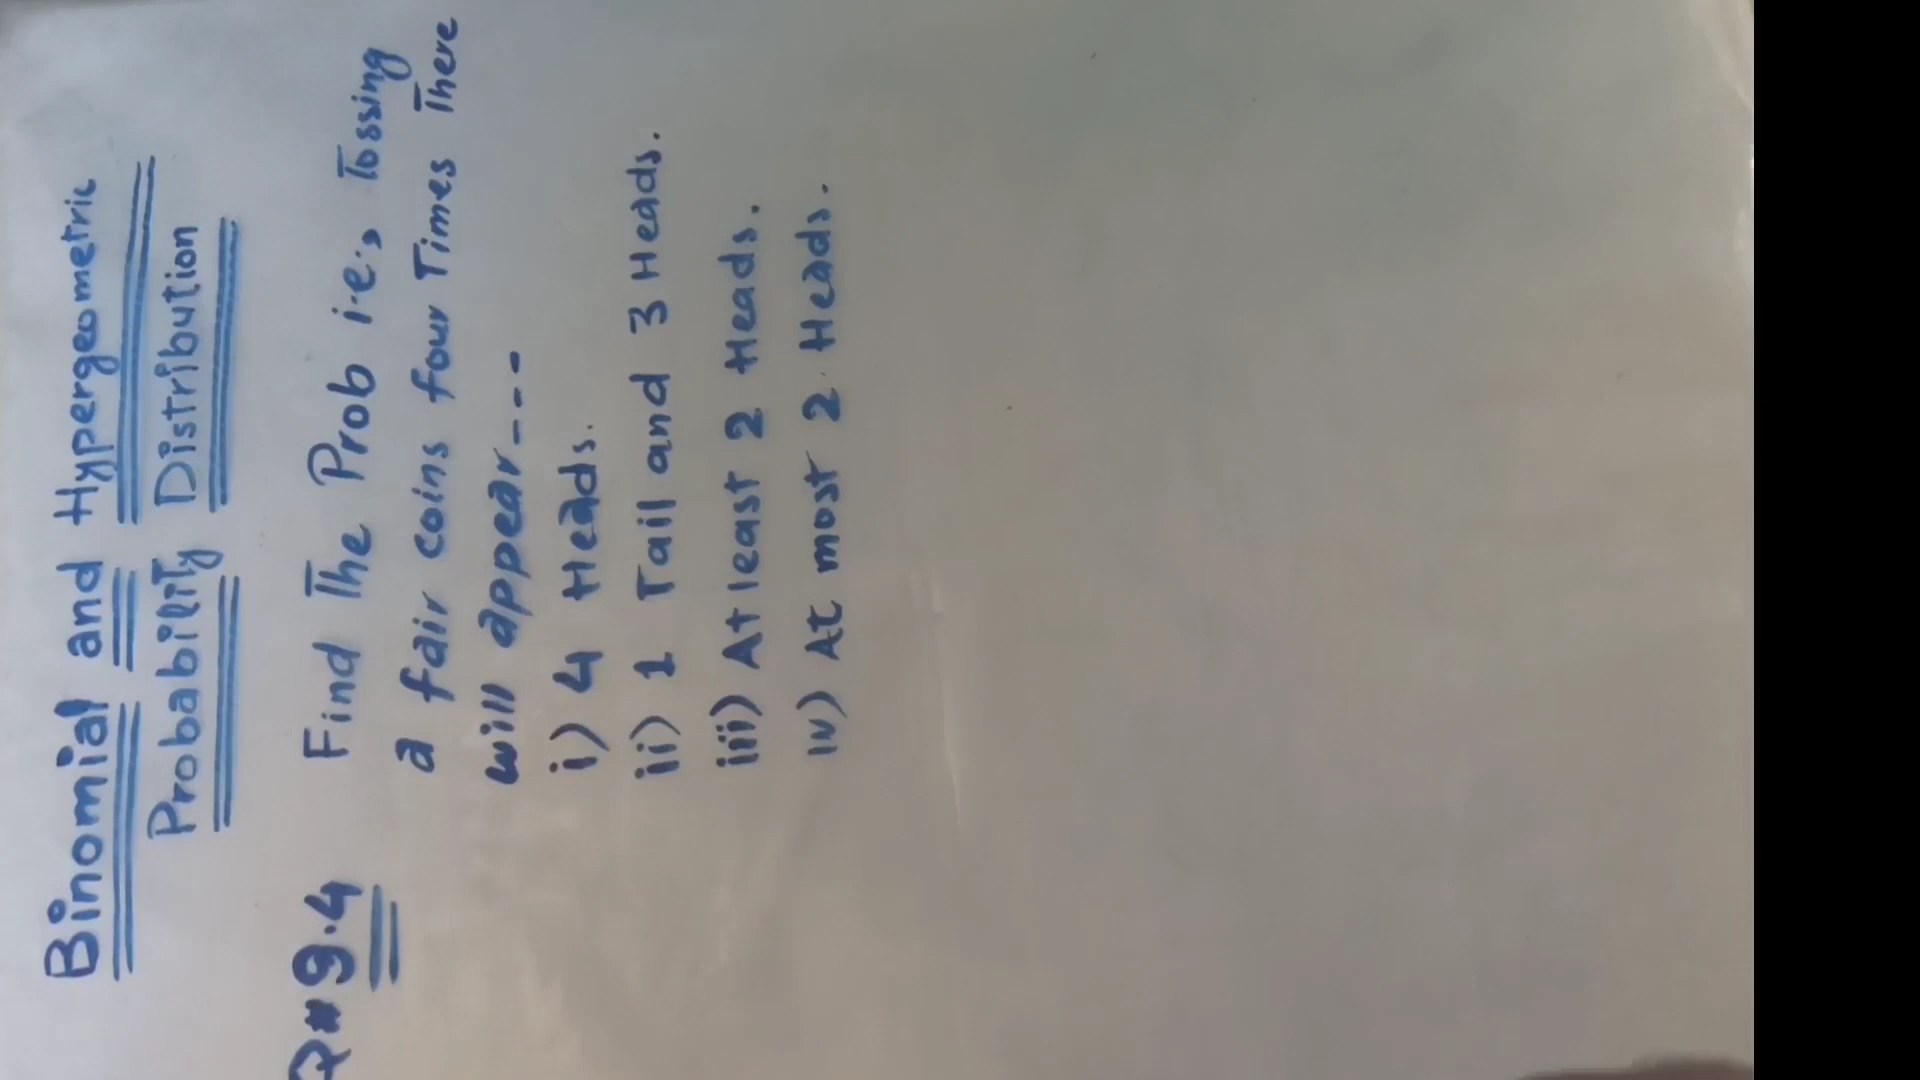 Binomial and Hypergeometric
Probability Distribution
Q# 9.4 Find The Prob i.e., Tossing
a fair coins four Times There
will appear----
i) 4 Heads.
ii) 1 Tail and 3 Heads.
iii) At least 2 Heads.
iv) At most 2 Heads.